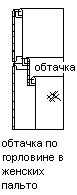 обтачка
обтачка по
горловине в
женских
пальто